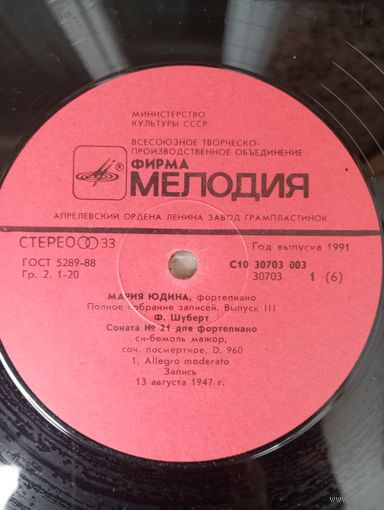 МИНИСТЕРСТВО
КУЛЬТУРЫ СССР
ВСЕСОЮЗНОЕ ТВОРЧЕСКО-
ПРОИЗВОДСТВЕННОЕ ОБЪЕДИНЕНИЕ
ФИРМА
МЕЛОДИЯ
АПРЕЛЕВСКИЙ ОРДЕНА ЛЕНИНА ЗАВОД ГРАМПЛАСТИНОК
СТЕРЕО 33
Год выпуска 1991
ГОСТ 5289-88
С10 30703 003
Гр. 2. 1-20
30703 1 (6)
МАРИЯ ЮДИНА, фортепиано
Полное собрание записей. Выпуск III
Ф. Шуберт
Соната № 21 для фортепиано
си-бемоль мажор,
соч. посмертное, D. 960
1. Allegro moderato
Запись
13 августа 1947 г.